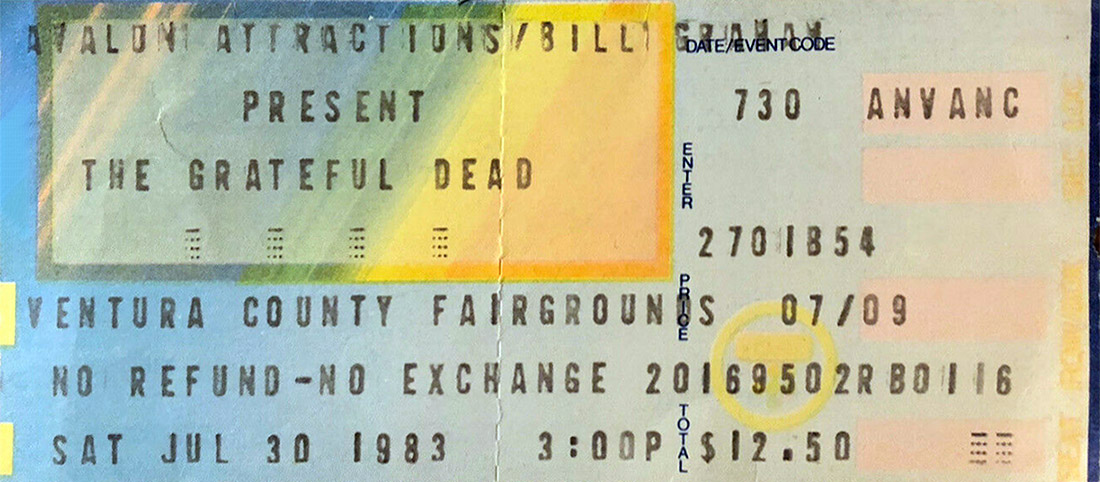 AVALON ATTRACTIONS/BILL GRAHAM
DATE/EVENT CODE
PRESENT 730 ANVANC
THE GRATEFUL DEAD
ENTER
2701B54
PRICE
VENTURA COUNTY FAIRGROUNDS 07/09
NO REFUND-NO EXCHANGE 20169502RB0116
TOTAL
SAT JUL 30 1983 3:00P $12.50